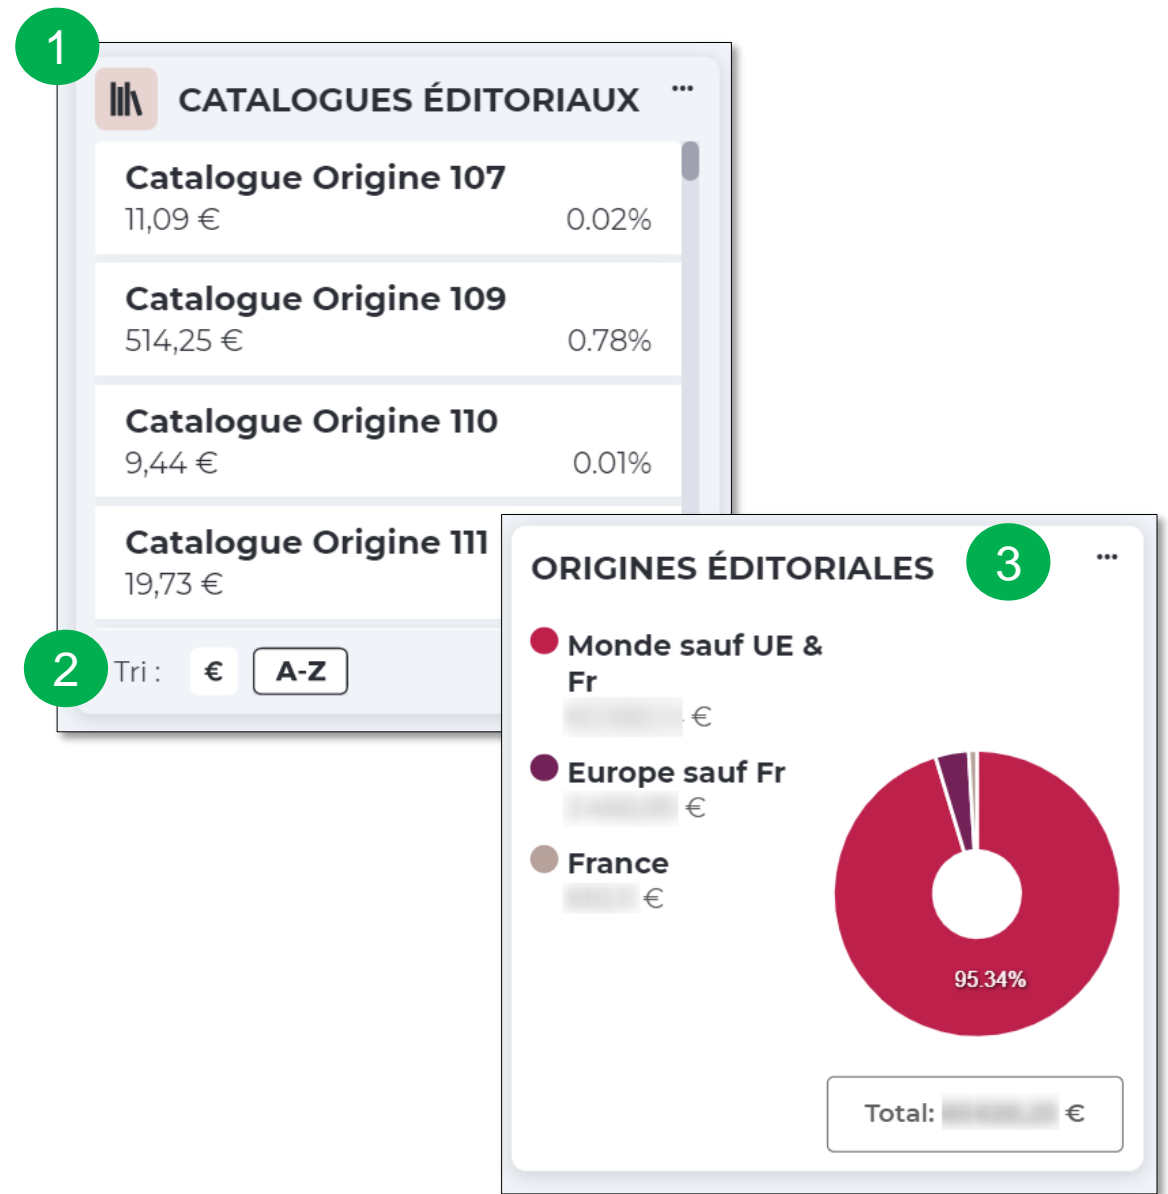 1
CATALOGUES ÉDITORIAUX
Catalogue Origine 107
11,09 € 0.02%
Catalogue Origine 109
514,25 € 0.78%
Catalogue Origine 110
9,44 € 0.01%
Catalogue Origine 111
19,73 €
2
Tri : € A-Z
ORIGINES ÉDITORIALES 3
Monde sauf UE &
Fr
€
Europe sauf Fr
€
France
€
95.34%
Total: €